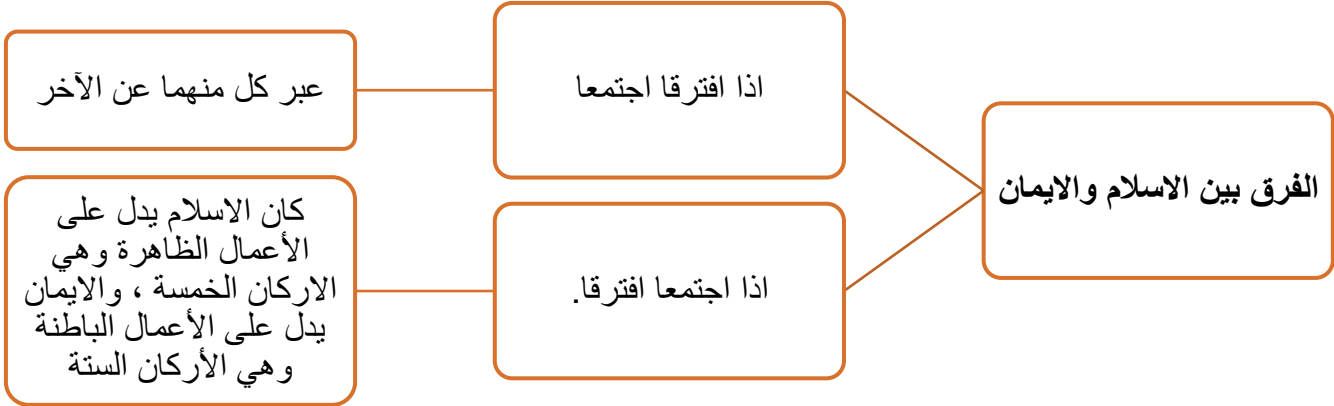 الفرق بين الاسلام والايمان
اذا افترقا اجتمعا
عبر كل منهما عن الآخر
اذا اجتمعا افترقا.
كان الاسلام يدل على
الأعمال الظاهرة وهي
الاركان الخمسة ، والايمان
يدل على الأعمال الباطنة
وهي الأركان الستة